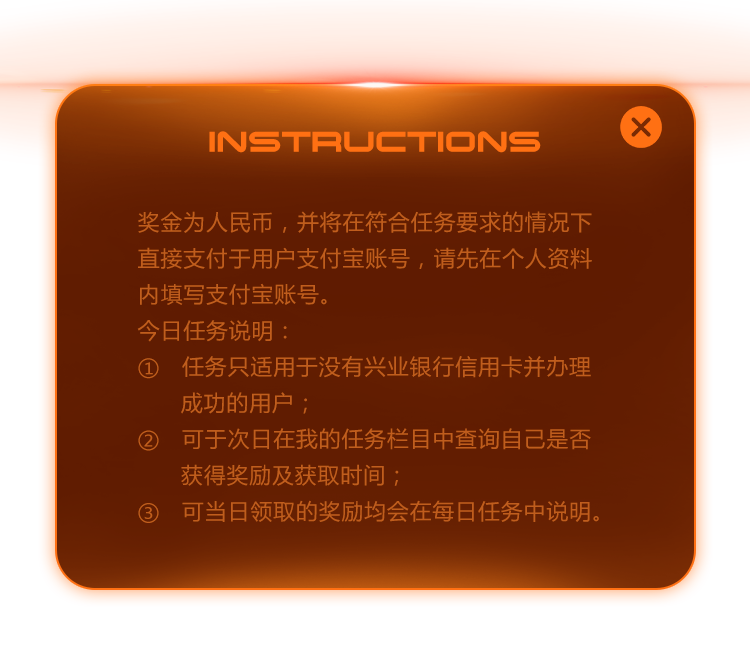 INSTRUCTIONS
奖金为人民币，并将在符合任务要求的情况下
直接支付于用户支付宝账号，请先在个人资料
内填写支付宝账号。
今日任务说明：
① 任务只适用于没有兴业银行信用卡并办理
成功的用户；
② 可于次日在我的任务栏目中查询自己是否
获得奖励及获取时间；
③ 可当日领取的奖励均会在每日任务中说明。